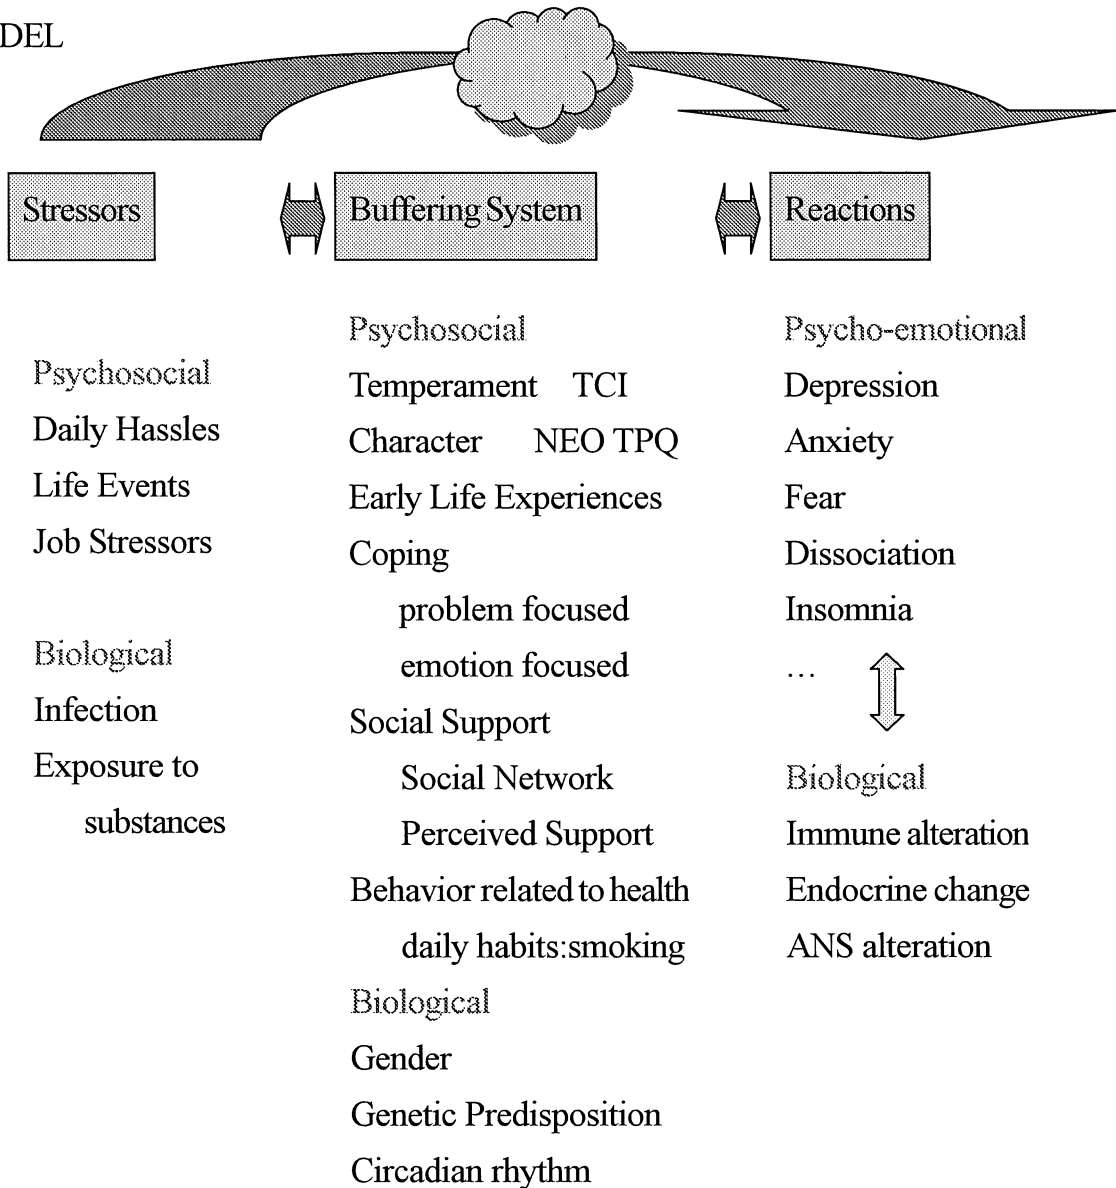 DEL
Stressors
Buffering System
Reactions
Psychosocial
Daily Hassles
Life Events
Job Stressors
Biological
Infection
Exposure to
substances
Psychosocial
Temperament TCI
Character NEO TPQ
Early Life Experiences
Coping
problem focused
emotion focused
Social Support
Social Network
Perceived Support
Behavior related to health
daily habits:smoking
Biological
Gender
Genetic Predisposition
Circadian rhythm
Psycho-emotional
Depression
Anxiety
Fear
Dissociation
Insomnia
...
Biological
Immune alteration
Endocrine change
ANS alteration